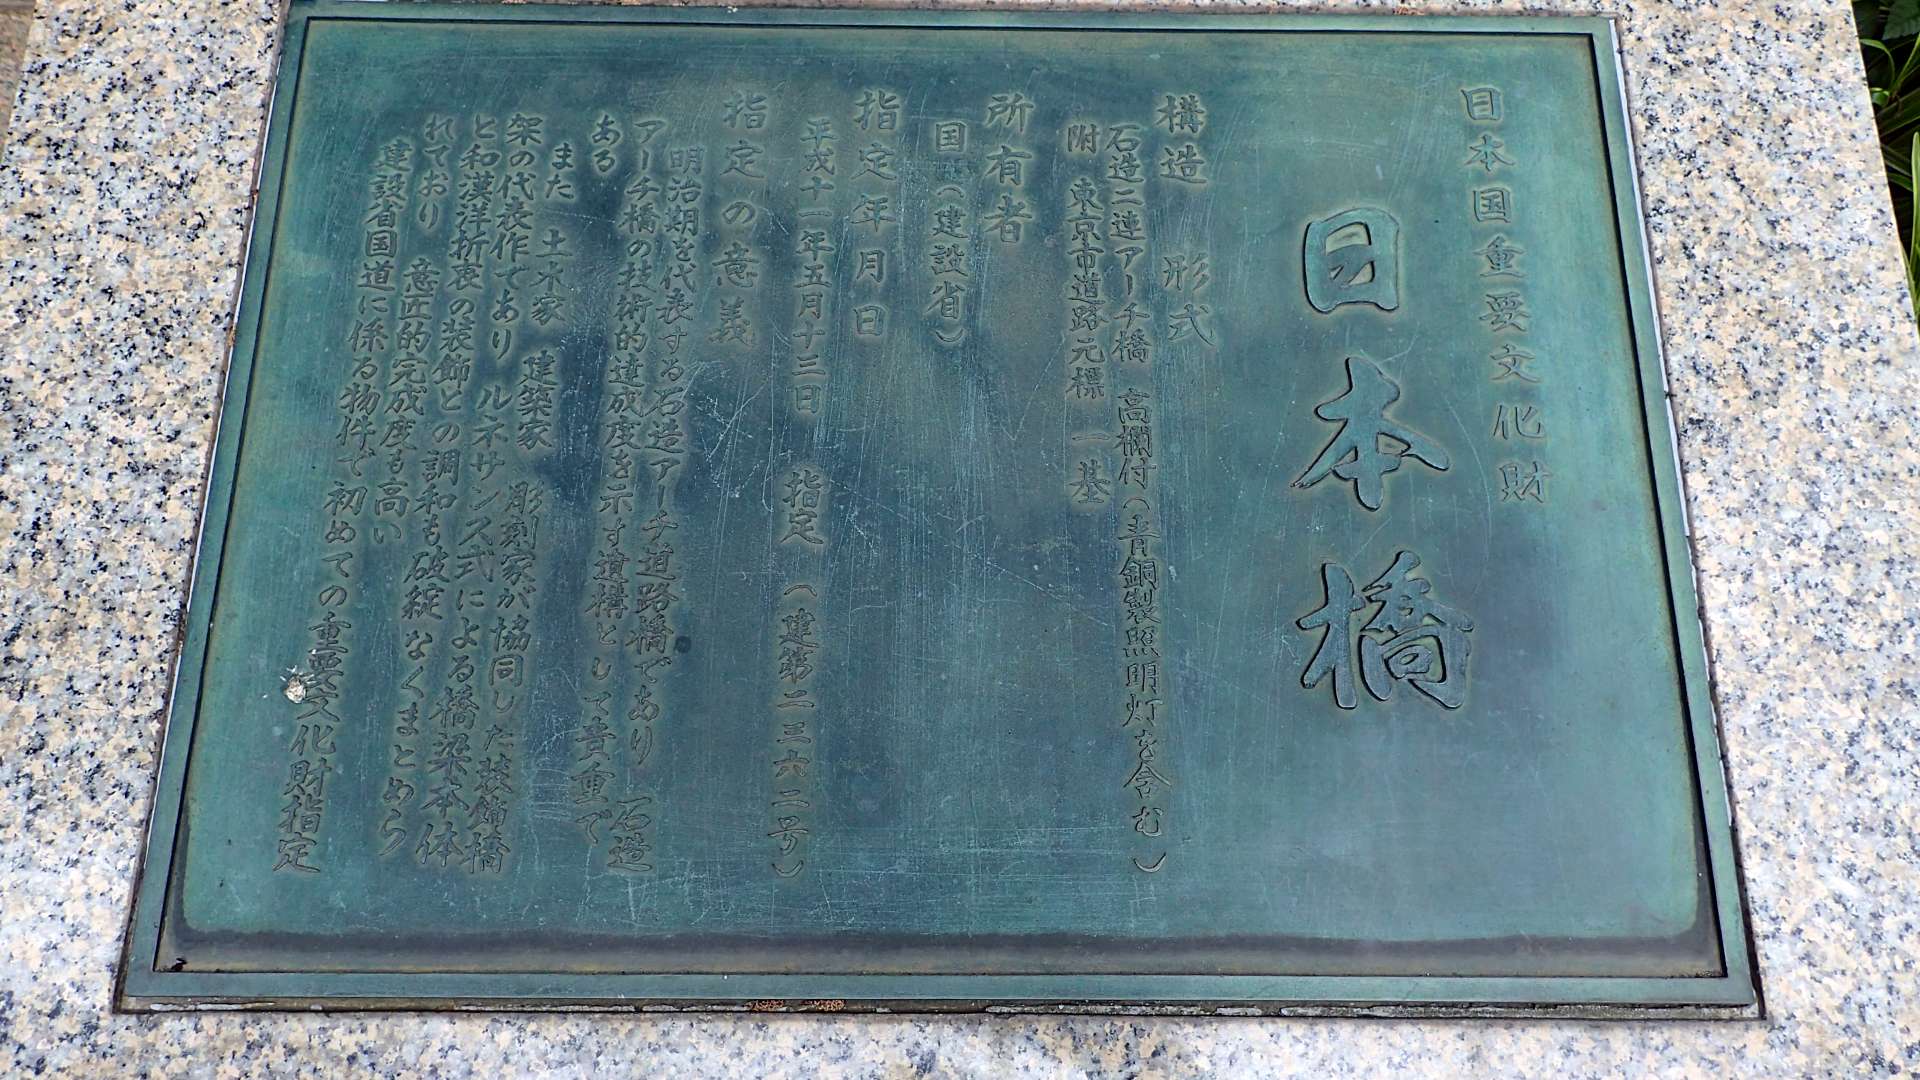 日本国重要文化財
日本橋
構造 形式
石造二連アーチ橋 高欄付(青銅製照明灯を含む)
附 東京市道路元標 一基
所有者
国(建設省)
指定年月日
平成十一年五月十三日 指定 (建第二三六二号)
指定の意義
明治期を代表する石造アーチ道路橋であり 石造
アーチ橋の技術的達成度を示す遺構として貴重で
ある
また 土木家 建築家 彫刻家が協同した装飾橋
架の代表作であり ルネサンス式による橋梁本体
と和漢洋折衷の装飾との調和も破綻なくまとめら
れており 意匠的完成度も高い
建設省国道に係る物件で初めての重要文化財指定